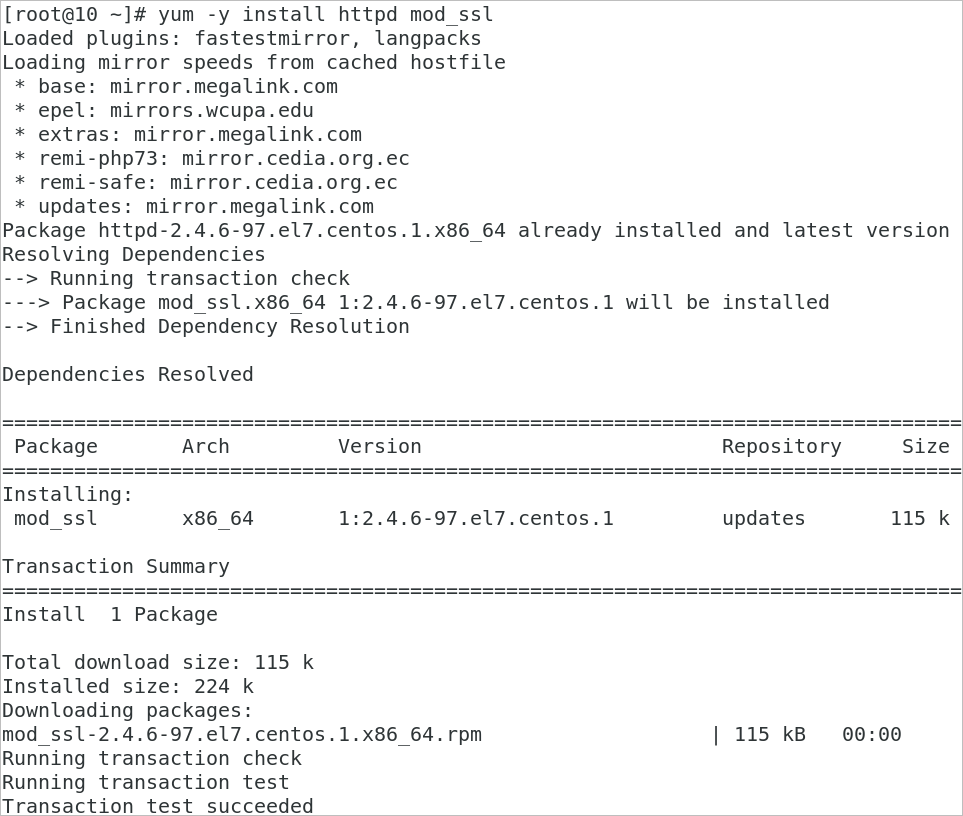 [root@10 ~]# yum -y install httpd mod_ssl
Loaded plugins: fastestmirror, langpacks
Loading mirror speeds from cached hostfile
 * base: mirror.megalink.com
 * epel: mirrors.wcupa.edu
 * extras: mirror.megalink.com
 * remi-php73: mirror.cedia.org.ec
 * remi-safe: mirror.cedia.org.ec
 * updates: mirror.megalink.com
Package httpd-2.4.6-97.el7.centos.1.x86_64 already installed and latest version
Resolving Dependencies
--> Running transaction check
---> Package mod_ssl.x86_64 1:2.4.6-97.el7.centos.1 will be installed
--> Finished Dependency Resolution

Dependencies Resolved

================================================================================
 Package       Arch         Version                         Repository     Size
================================================================================
Installing:
 mod_ssl       x86_64       1:2.4.6-97.el7.centos.1         updates       115 k

Transaction Summary
================================================================================
Install  1 Package

Total download size: 115 k
Installed size: 224 k
Downloading packages:
mod_ssl-2.4.6-97.el7.centos.1.x86_64.rpm                   | 115 kB   00:00
Running transaction check
Running transaction test
Transaction test succeeded